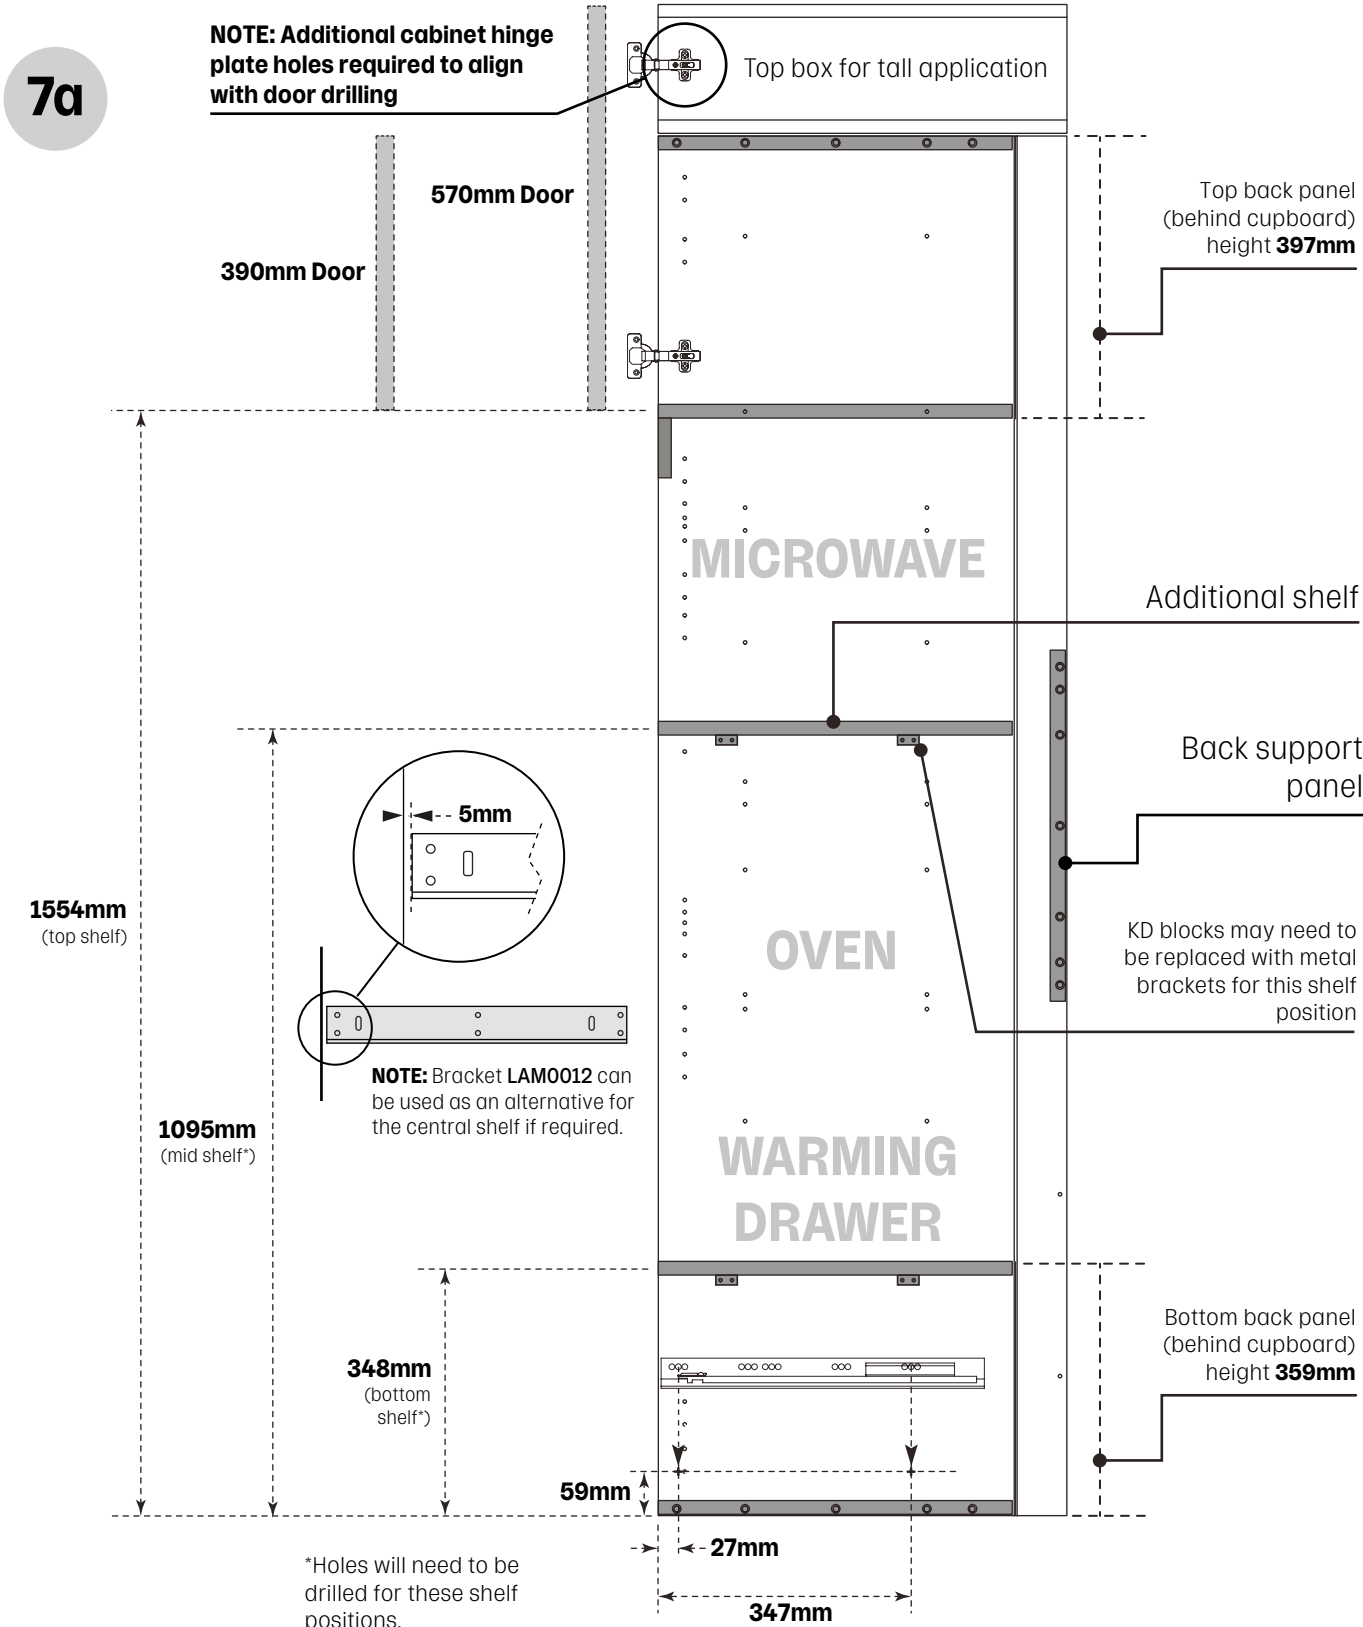 7a
NOTE: Additional cabinet hinge
plate holes required to align
with door drilling
Top box for tall application
570mm Door
390mm Door
Top back panel
(behind cupboard)
height 397mm
MICROWAVE
Additional shelf
Back support
panel
5mm
1554mm
(top shelf)
OVEN
KD blocks may need to
be replaced with metal
brackets for this shelf
position
NOTE: Bracket LAM0012 can
be used as an alternative for
the central shelf if required.
1095mm
(mid shelf*)
WARMING
DRAWER
Bottom back panel
(behind cupboard)
height 359mm
348mm
(bottom
shelf*)
59mm
27mm
347mm
*Holes will need to be
drilled for these shelf
positions.